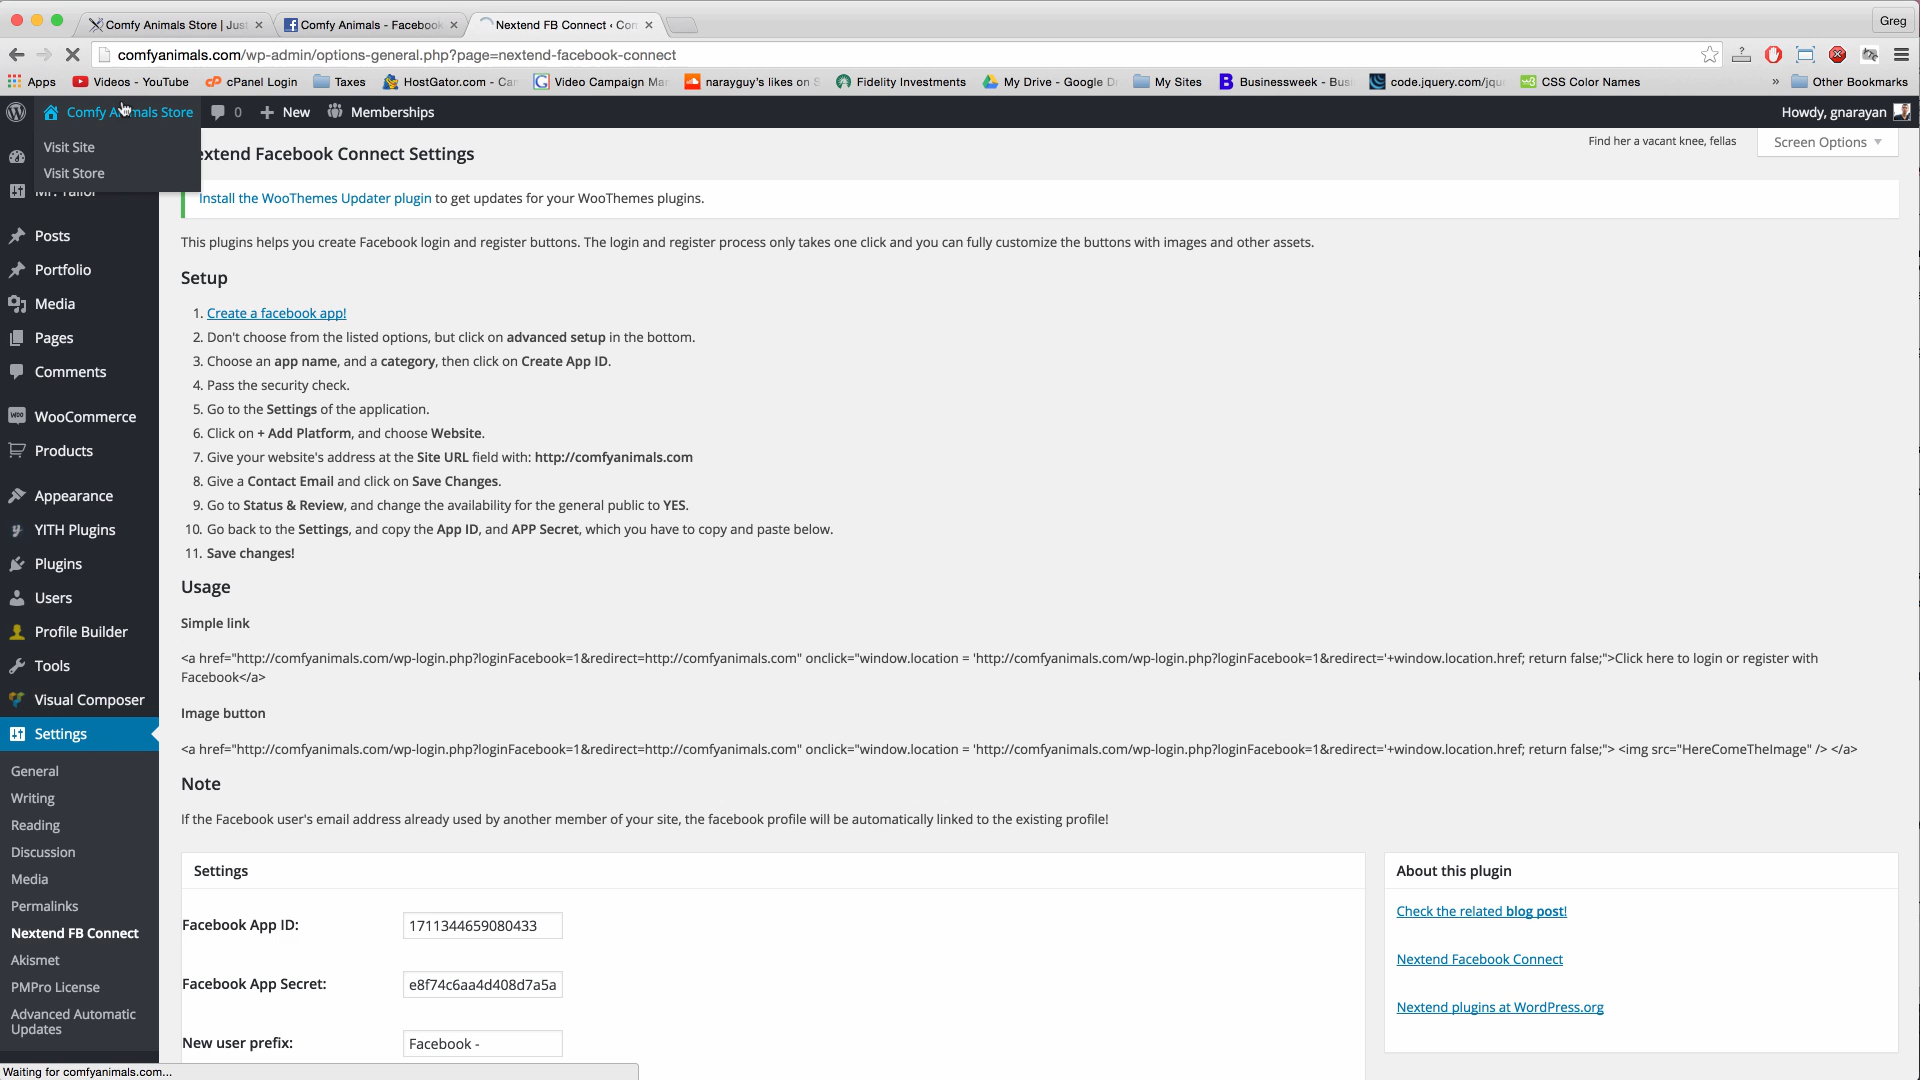 Comfy Animals Store | Jus
Comfy Animals - Facebook
Nextend FB Connect ‹ Con
Greg
comfyanimals.com/wp-admin/options-general.php?page=nextend-facebook-connect
Apps
Videos - YouTube
cPanel Login
Taxes
HostGator.com - Ca
Video Campaign Ma
narayguy's likes on S
Fidelity Investments
My Drive - Google D
My Sites
Businessweek - Bus
code.jquery.com/jqu
CSS Color Names
»
Other Bookmarks
Comfy Animals Store
0
+ New
Memberships
Howdy, gnarayan
Visit Site
Visit Store
Mr. Tailor
Posts
Portfolio
Media
Pages
Comments
WooCommerce
Products
Appearance
YITH Plugins
Plugins
Users
Profile Builder
Tools
Visual Composer
Settings
General
Writing
Reading
Discussion
Media
Permalinks
Nextend FB Connect
Akismet
PMPro License
Advanced Automatic
Updates
Find her a vacant knee, fellas
Screen Options
extend Facebook Connect Settings
Install the WooThemes Updater plugin to get updates for your WooThemes plugins.
This plugins helps you create Facebook login and register buttons. The login and register process only takes one click and you can fully customize the buttons with images and other assets.
Setup
1. Create a facebook app!
2. Don't choose from the listed options, but click on advanced setup in the bottom.
3. Choose an app name, and a category, then click on Create App ID.
4. Pass the security check.
5. Go to the Settings of the application.
6. Click on + Add Platform, and choose Website.
7. Give your website's address at the Site URL field with: http://comfyanimals.com
8. Give a Contact Email and click on Save Changes.
9. Go to Status & Review, and change the availability for the general public to YES.
10. Go back to the Settings, and copy the App ID, and APP Secret, which you have to copy and paste below.
11. Save changes!
Usage
Simple link
<a href="http://comfyanimals.com/wp-login.php?loginFacebook=1&redirect=http://comfyanimals.com" onclick="window.location = 'http://comfyanimals.com/wp-login.php?loginFacebook=1&redirect='+window.location.href; return false;">Click here to login or register with
Facebook</a>
Image button
<a href="http://comfyanimals.com/wp-login.php?loginFacebook=1&redirect=http://comfyanimals.com" onclick="window.location = 'http://comfyanimals.com/wp-login.php?loginFacebook=1&redirect='+window.location.href; return false;"> <img src="HereComeTheImage" /> </a>
Note
If the Facebook user's email address already used by another member of your site, the facebook profile will be automatically linked to the existing profile!
Settings
Facebook App ID:
1711344659080433
Facebook App Secret:
e8f74c6aa4d408d7a5a
New user prefix:
Facebook -
About this plugin
Check the related blog post!
Nextend Facebook Connect
Nextend plugins at WordPress.org
Waiting for comfyanimals.com...